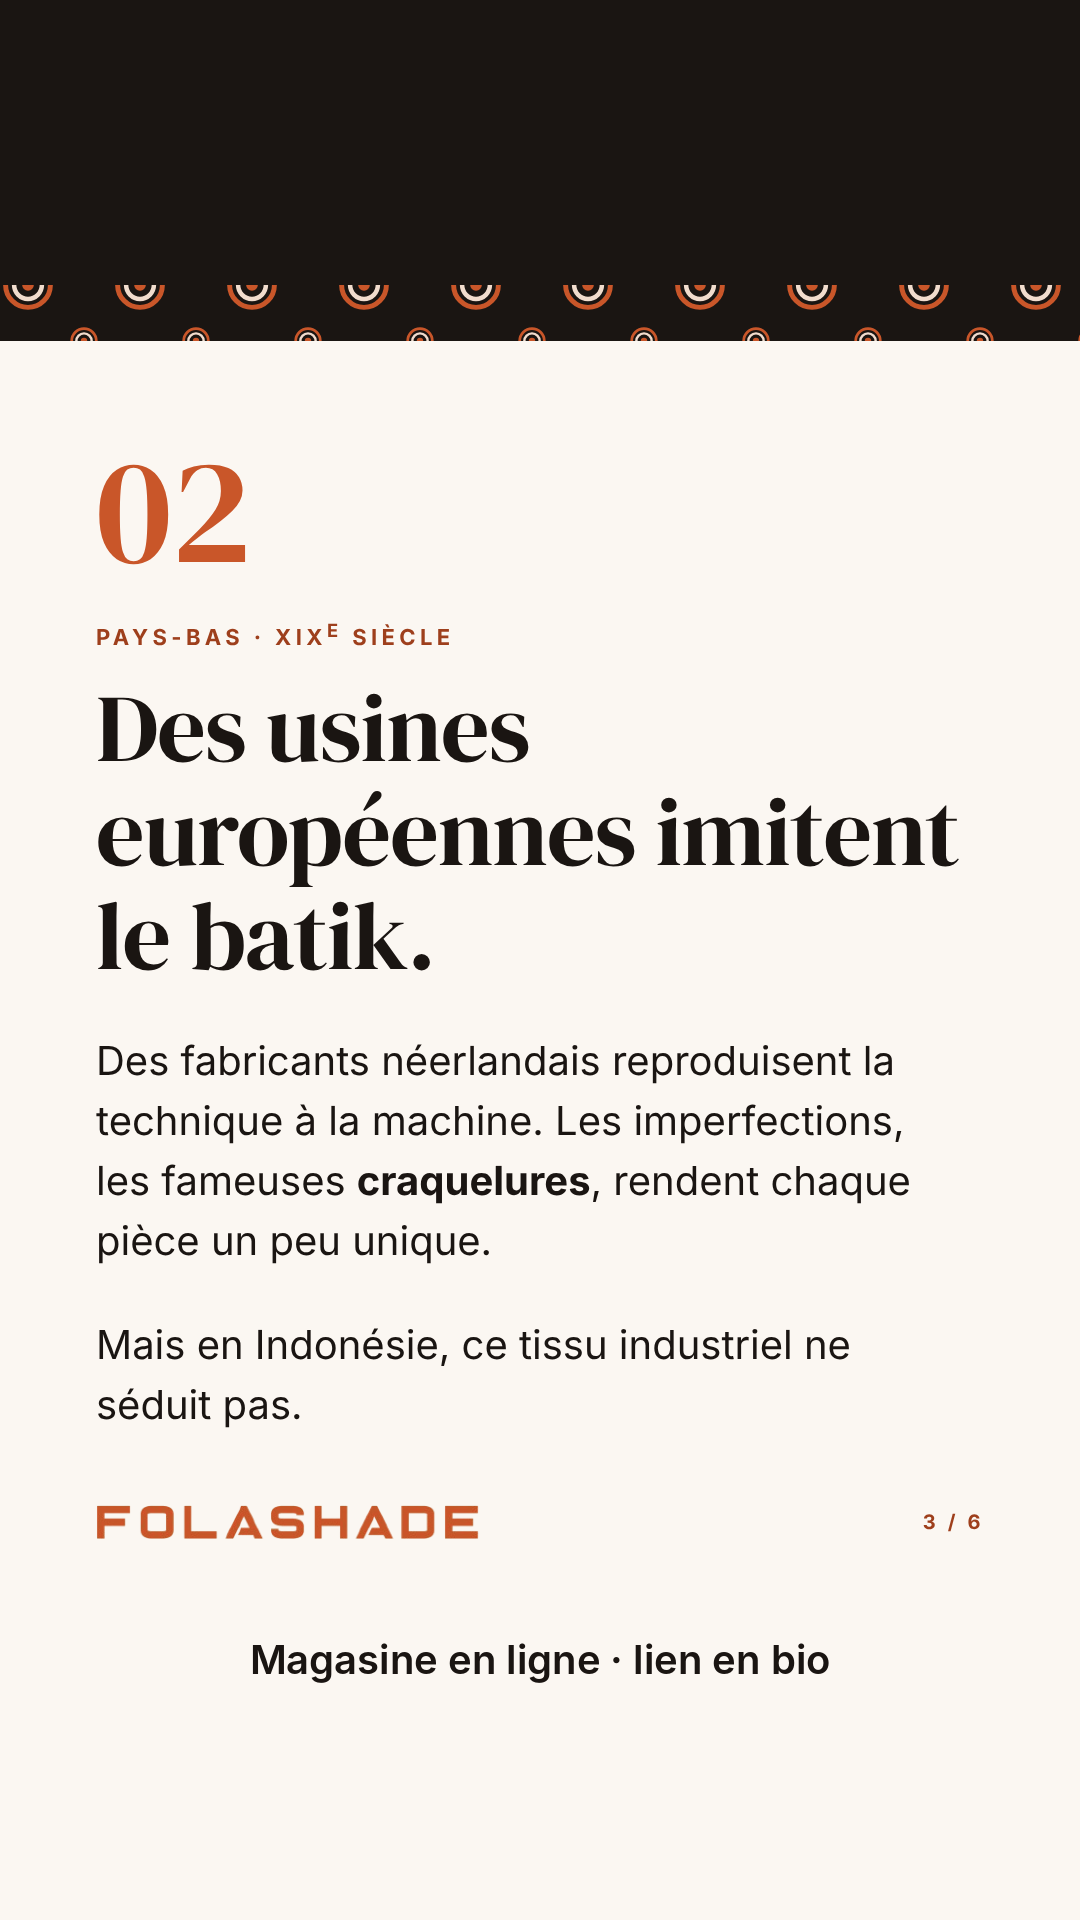 02
PAYS-BAS · XIXE SIÈCLE
Des usines
européennes imitent
le batik.
Des fabricants néerlandais reproduisent la
technique à la machine. Les imperfections,
les fameuses craquelures, rendent chaque
pièce un peu unique.
Mais en Indonésie, ce tissu industriel ne
séduit pas.
FOLASHADE
3 / 6
Magasine en ligne · lien en bio